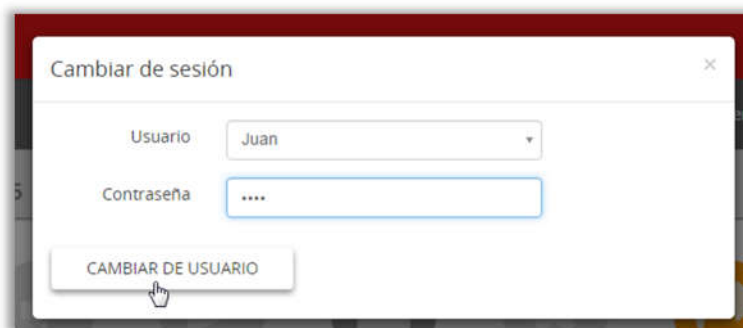 Cambiar de sesión ×
Usuario Juan
Contraseña ····
CAMBIAR DE USUARIO